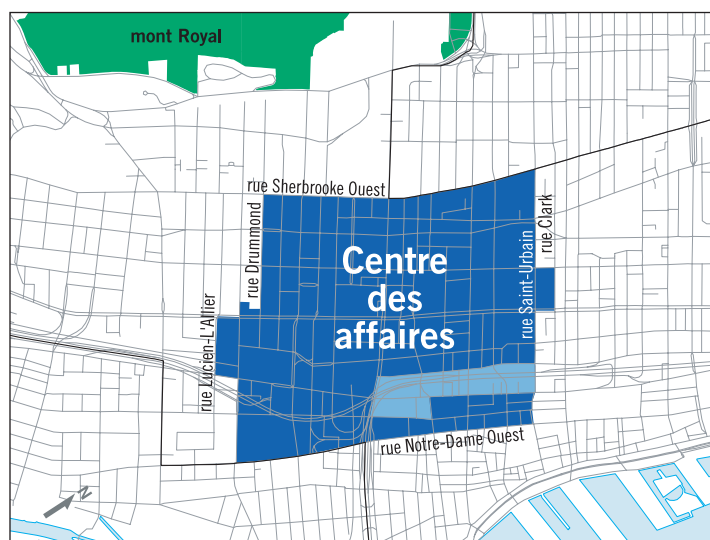 mont Royal
rue Sherbrooke Ouest
rue Drummond
rue Clark
Centre
des
affaires
rue Saint-Urbain
rue Lucien-L'Allier
rue Notre-Dame Ouest
N